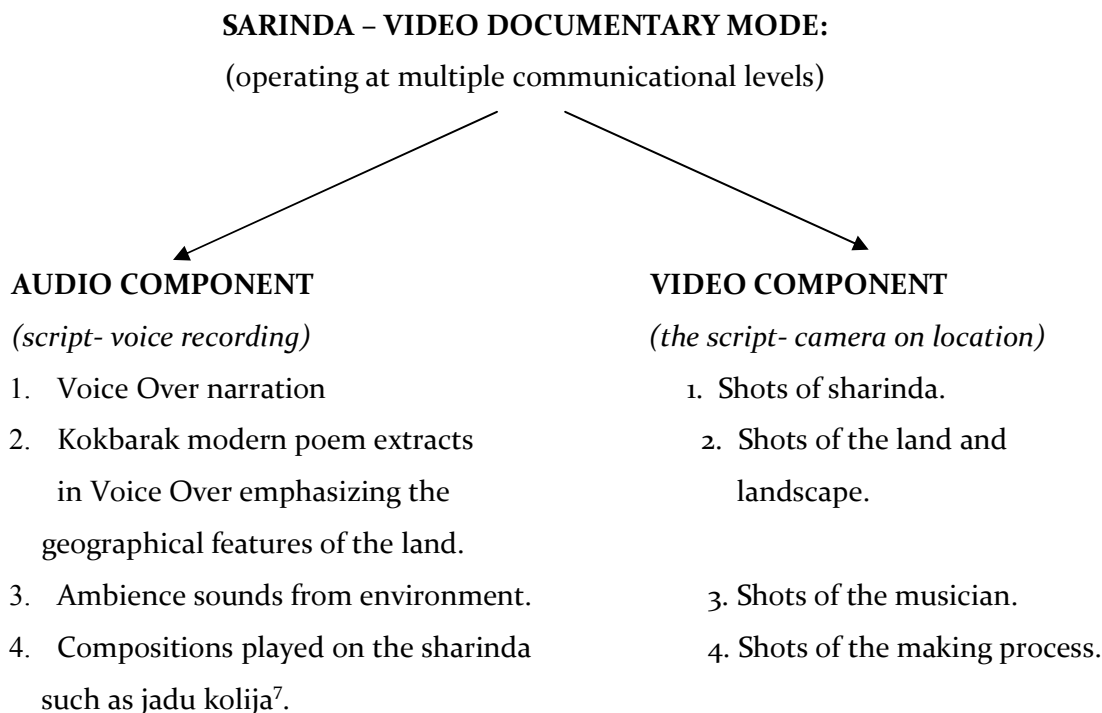 SARINDA – VIDEO DOCUMENTARY MODE:
(operating at multiple communicational levels)
AUDIO COMPONENT
(script- voice recording)
1. Voice Over narration
2. Kokbarak modern poem extracts
in Voice Over emphasizing the
geographical features of the land.
3. Ambience sounds from environment.
4. Compositions played on the sharinda
such as jadu kolija⁷.
VIDEO COMPONENT
(the script- camera on location)
1. Shots of sharinda.
2. Shots of the land and
landscape.
3. Shots of the musician.
4. Shots of the making process.